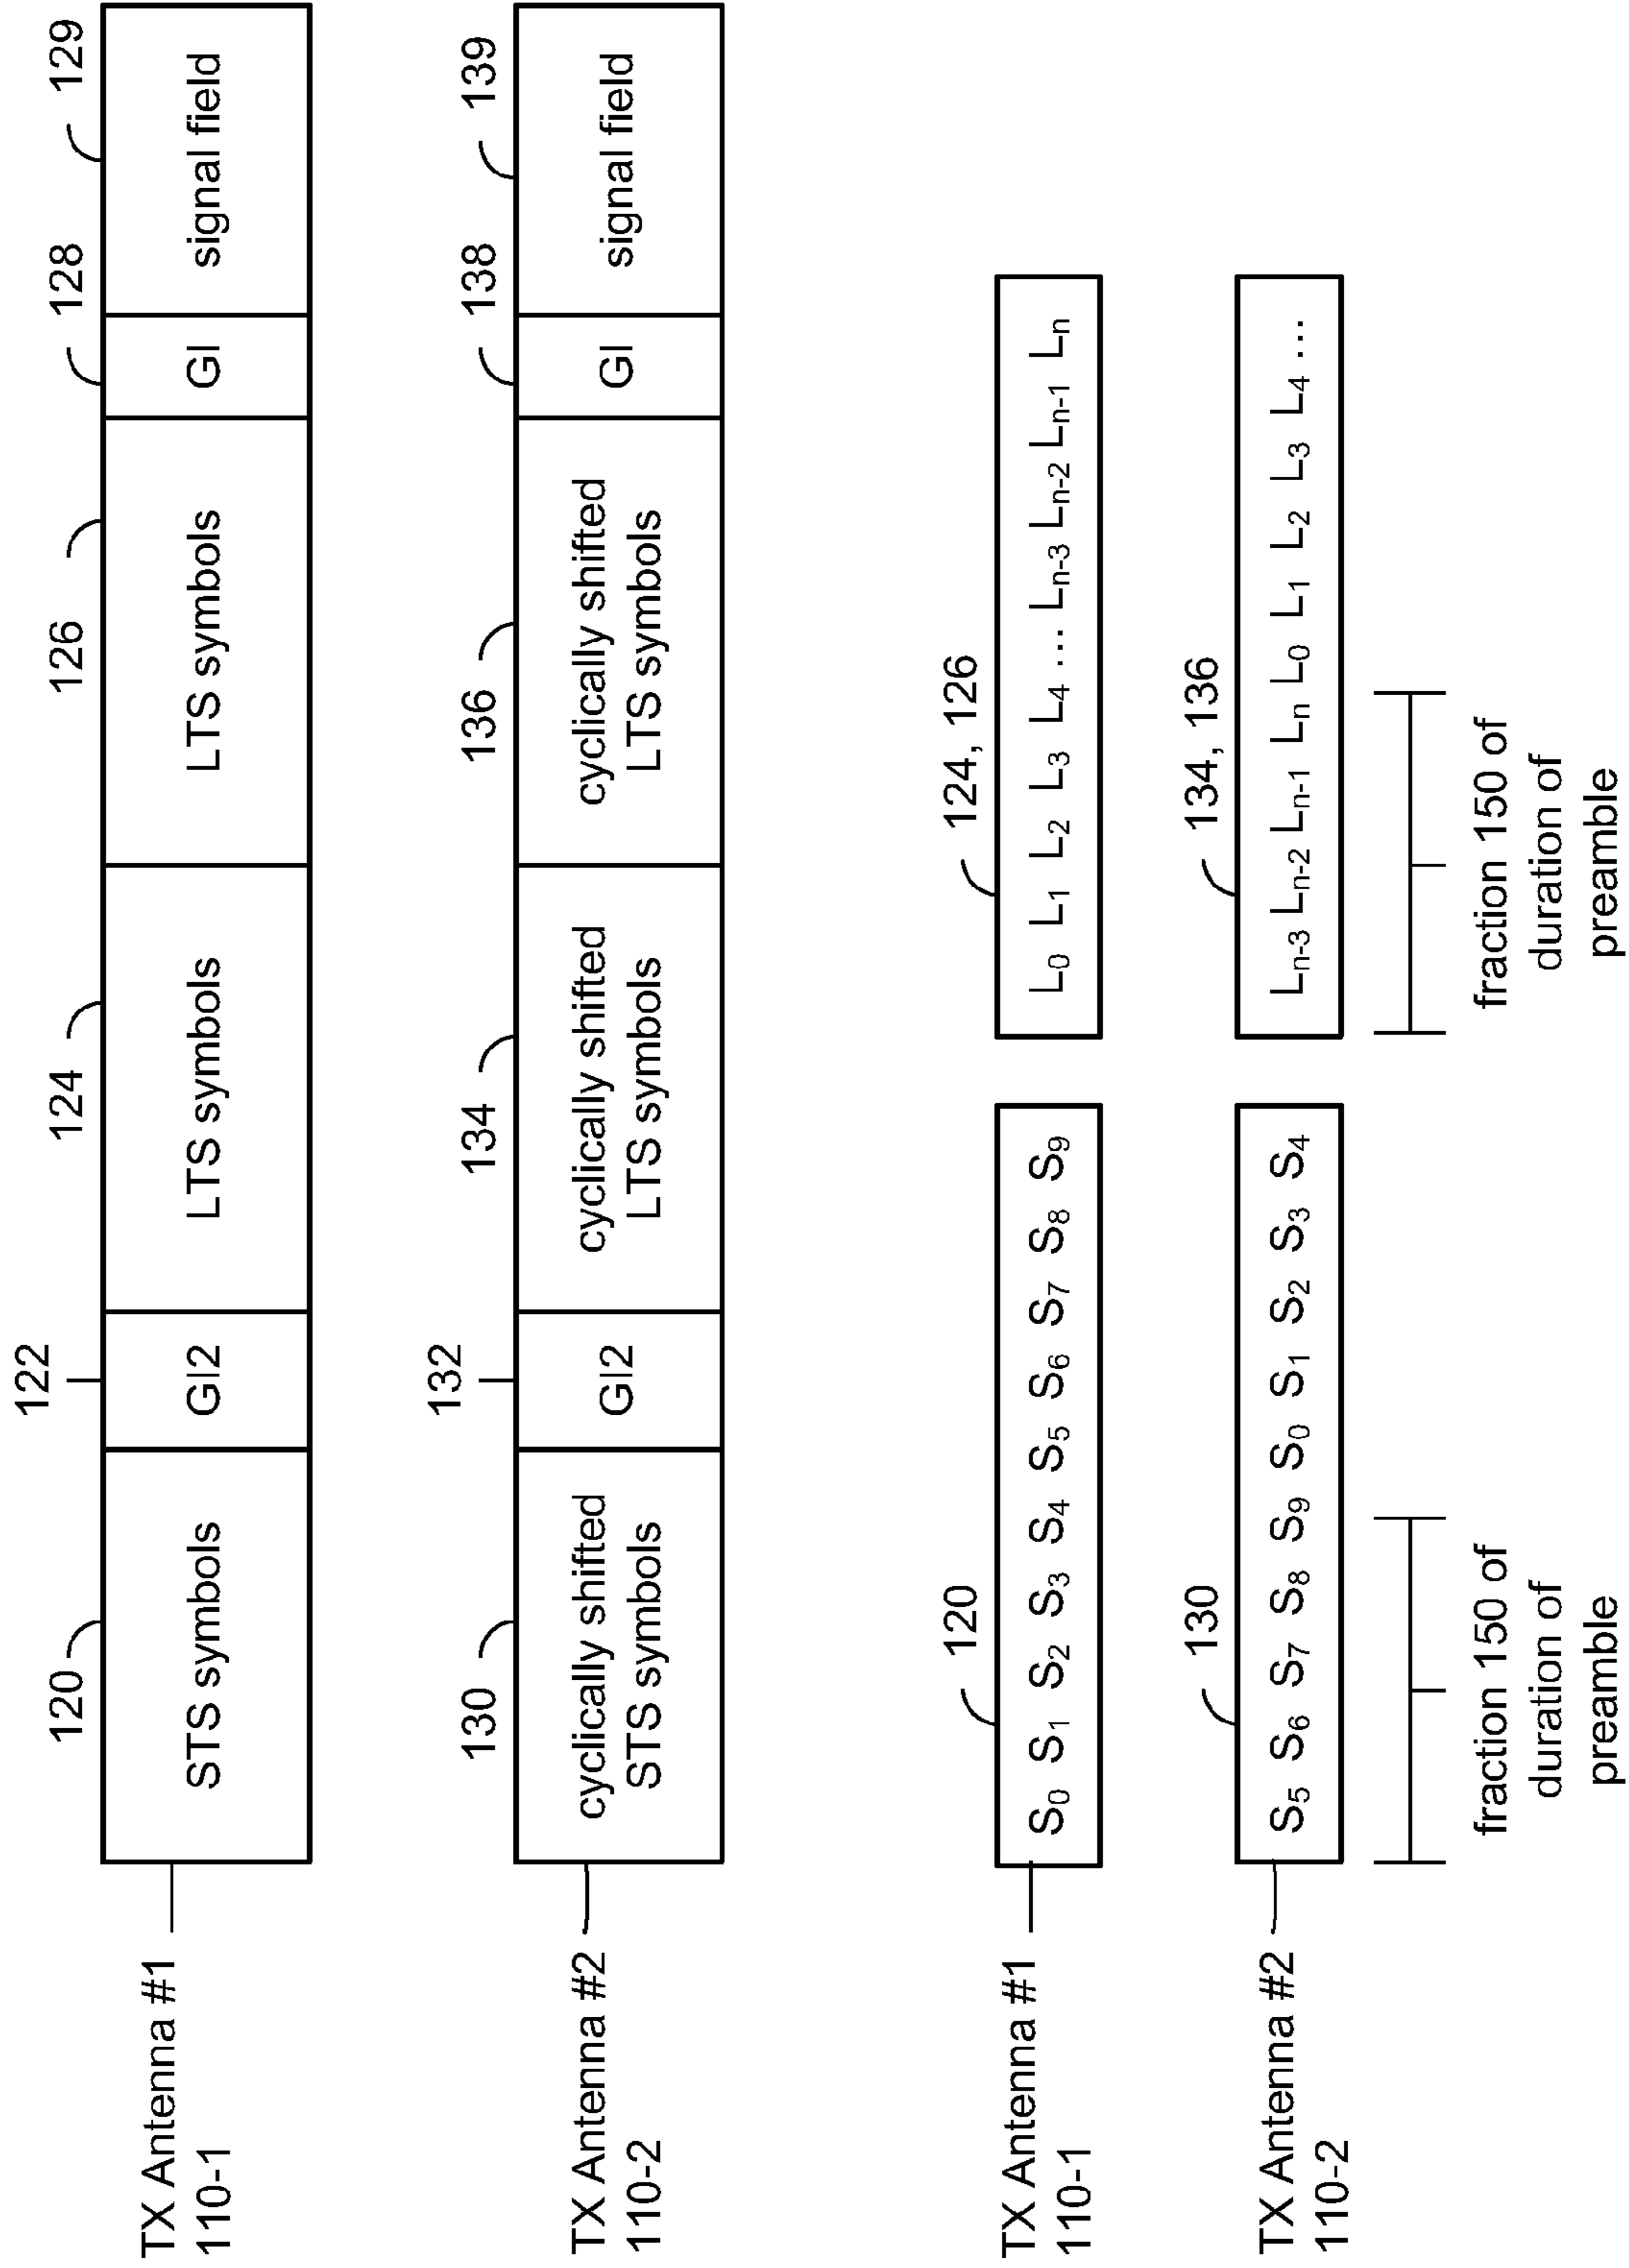 122
120 124 126 128 129
TX Antenna #1
110-1
STS symbols GI2 LTS symbols LTS symbols GI signal field
132
130 134 136 138 139
TX Antenna #2
110-2
cyclically shifted
STS symbols
GI2
cyclically shifted
LTS symbols
cyclically shifted
LTS symbols
GI
signal field
120 124, 126
TX Antenna #1
110-1
S0 S1 S2 S3 S4 S5 S6 S7 S8 S9
L0 L1 L2 L3 L4 ... Ln-3 Ln-2 Ln-1 Ln
130 134, 136
TX Antenna #2
110-2
S5 S6 S7 S8 S9 S0 S1 S2 S3 S4
Ln-3 Ln-2 Ln-1 Ln L0 L1 L2 L3 L4 ...
fraction 150 of
duration of
preamble
fraction 150 of
duration of
preamble